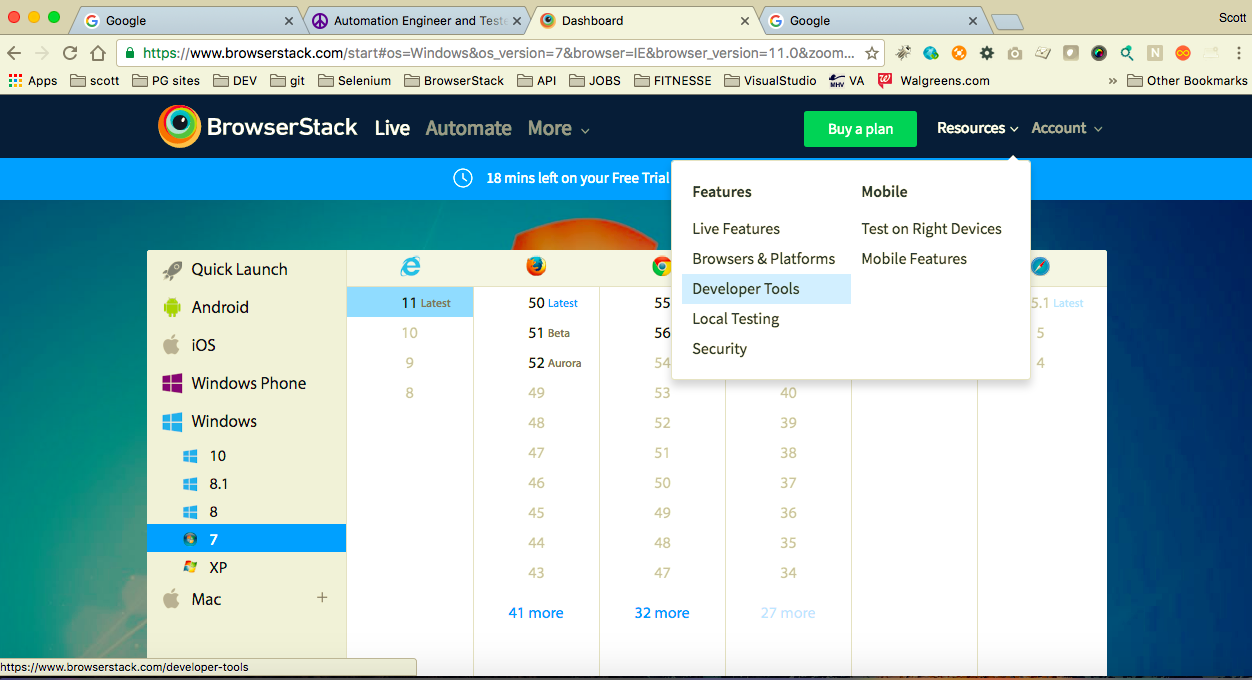 Google
Automation Engineer and Teste
Dashboard
Google
Scott
https://www.browserstack.com/start#os=Windows&os_version=7&browser=IE&browser_version=11.0&zoom...
Apps scott PG sites DEV git Selenium BrowserStack API JOBS FITNESSE VisualStudio MHV VA Walgreens.com » Other Bookmarks
BrowserStack Live Automate More Buy a plan Resources Account
18 mins left on your Free Trial
Features
Live Features
Browsers & Platforms
Developer Tools
Local Testing
Security
Mobile
Test on Right Devices
Mobile Features
Quick Launch
Android
iOS
Windows Phone
Windows
10
8.1
8
7
XP
Mac +
11 Latest
10
9
8
50 Latest
51 Beta
52 Aurora
49
48
47
46
45
44
43
41 more
55
56
54
53
52
51
50
49
48
47
32 more
40
39
38
37
36
35
34
27 more
5.1 Latest
5
4
https://www.browserstack.com/developer-tools